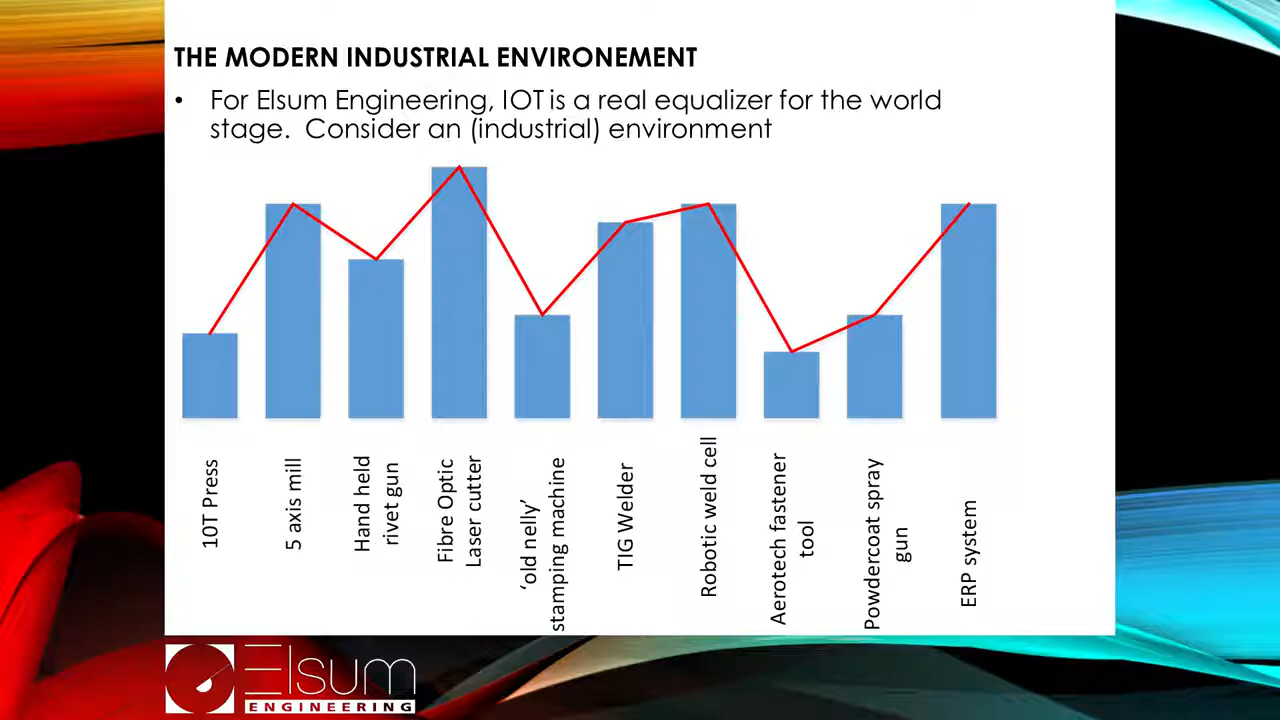 THE MODERN INDUSTRIAL ENVIRONEMENT
• For Elsum Engineering, IOT is a real equalizer for the world
stage. Consider an (industrial) environment
10T Press
5 axis mill
Hand held
rivet gun
Fibre Optic
Laser cutter
‘old nelly’
stamping machine
TIG Welder
Robotic weld cell
Aerotech fastener
tool
Powdercoat spray
gun
ERP system
Elsum
ENGINEERING